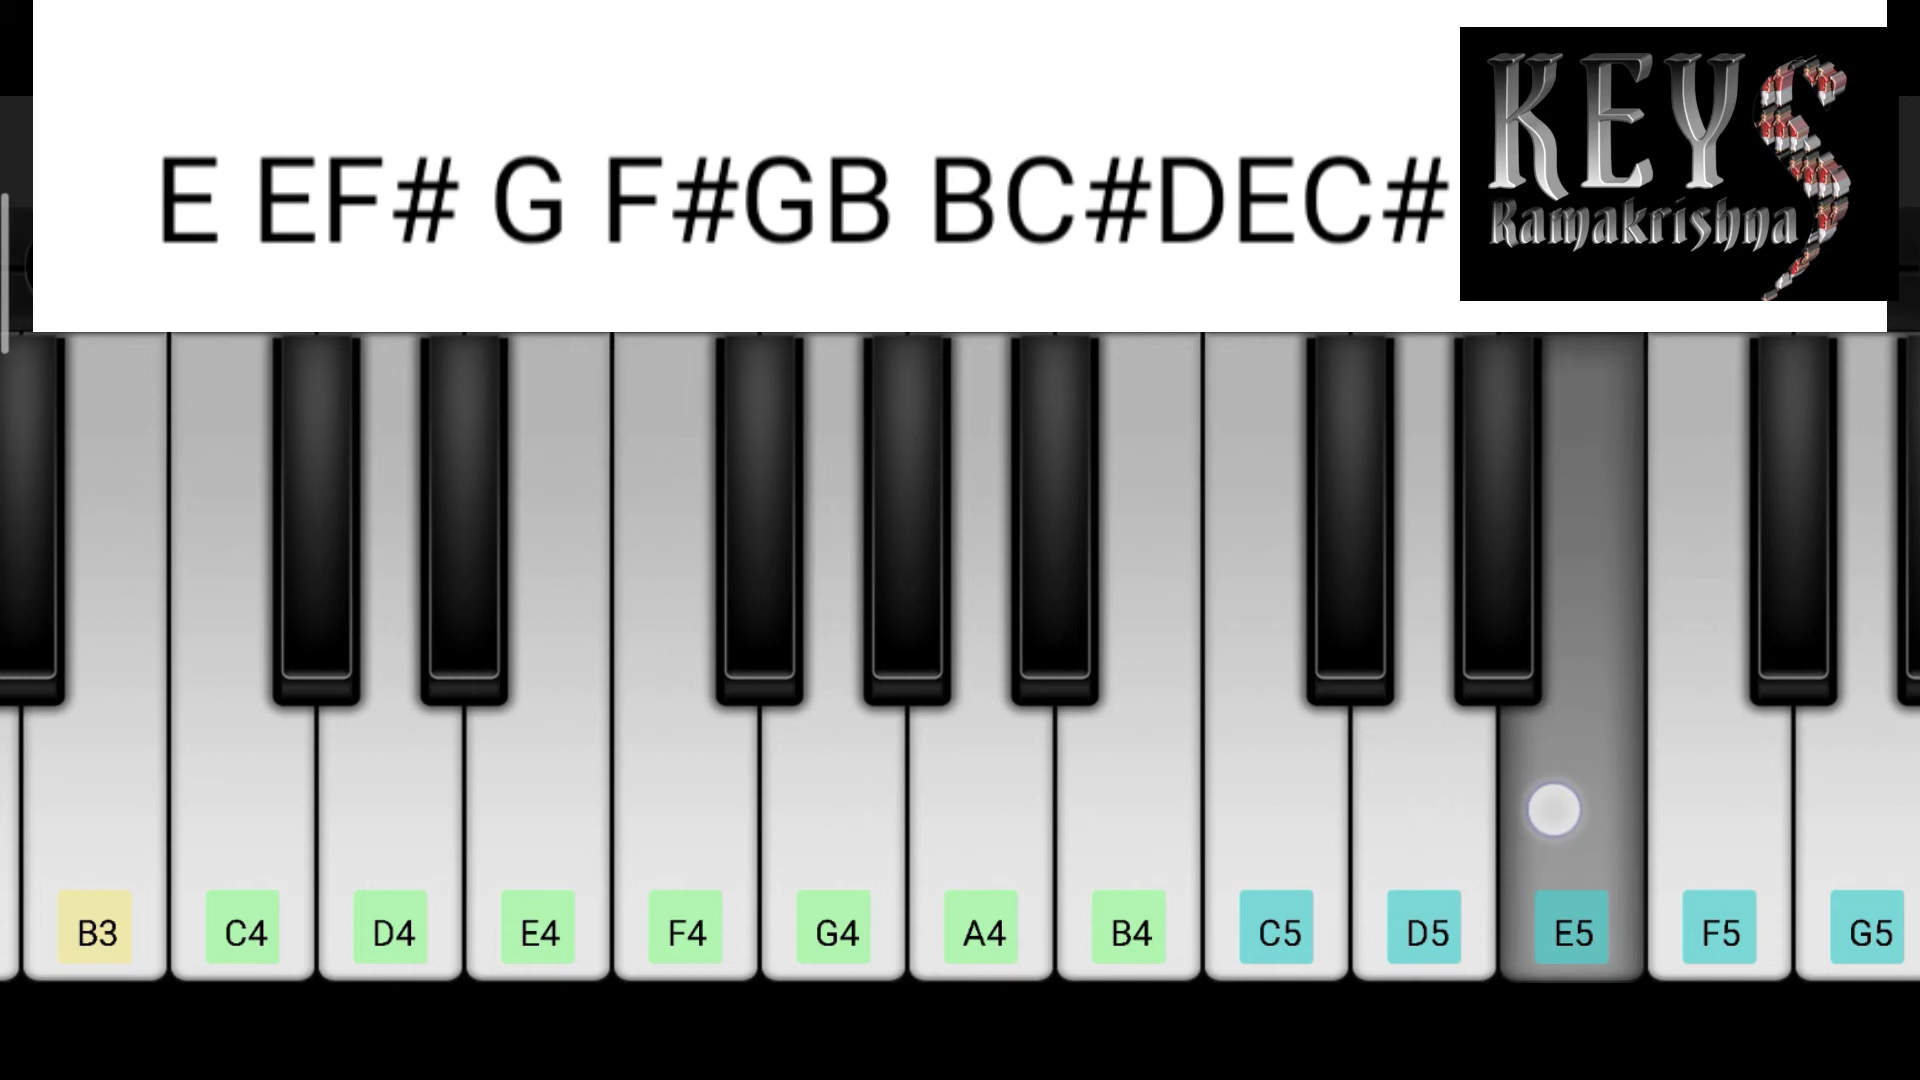 E EF# G F#GB BC#DEC#
KEYS
Ramakrishna
B3 C4 D4 E4 F4 G4 A4 B4 C5 D5 E5 F5 G5